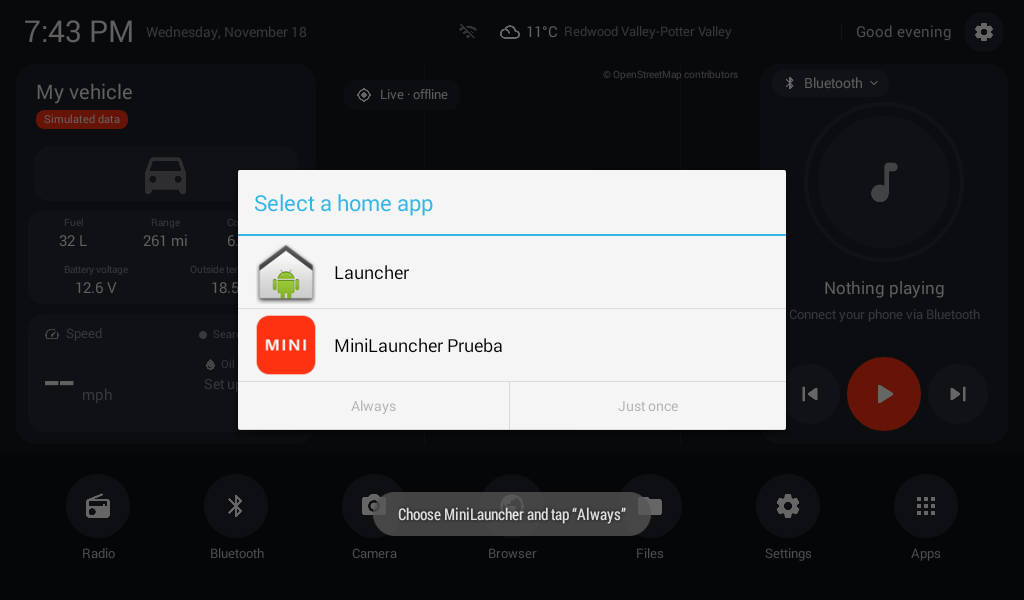 7:43 PM
Wednesday, November 18
11°C
Redwood Valley-Potter Valley
Good evening
My vehicle
Simulated data
Live · offline
© OpenStreetMap contributors
Bluetooth
Select a home app
Launcher
MINI
MiniLauncher Prueba
Always
Just once
Fuel
32 L
Range
261 mi
Battery voltage
12.6 V
18.5
Speed
mph
Oil
Nothing playing
Connect your phone via Bluetooth
Choose MiniLauncher and tap "Always"
Radio
Bluetooth
Camera
Browser
Files
Settings
Apps